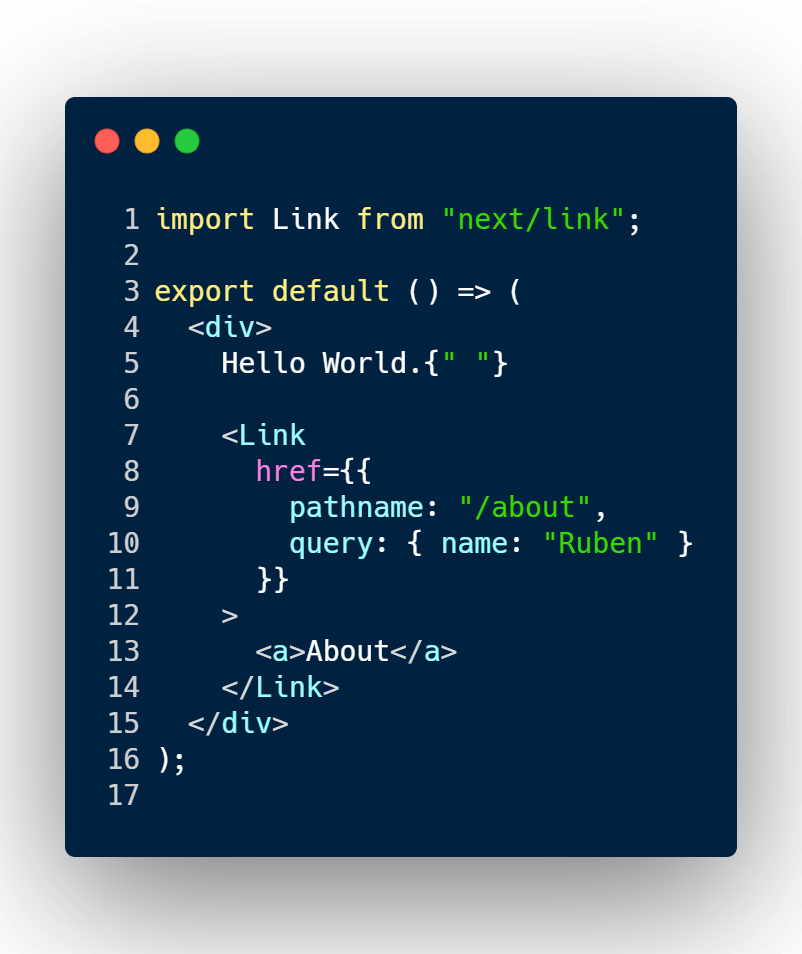 1 import Link from "next/link";
2
3 export default () => (
4   <div>
5     Hello World.{" "}
6
7     <Link
8       href={{
9         pathname: "/about",
10         query: { name: "Ruben" }
11       }}
12     >
13       <a>About</a>
14     </Link>
15   </div>
16 );
17